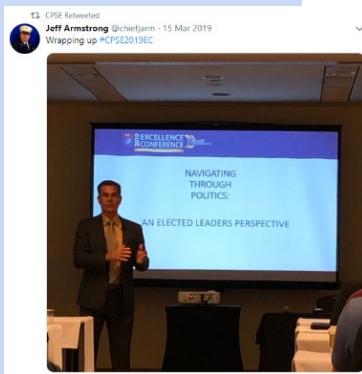 CPSE Retweeted
Jeff Armstrong @chiefjarm · 15 Mar 2019
Wrapping up #CPSE2019EC
2019 EXCELLENCE
CONFERENCE
NAVIGATING
THROUGH
POLITICS:
AN ELECTED LEADERS PERSPECTIVE